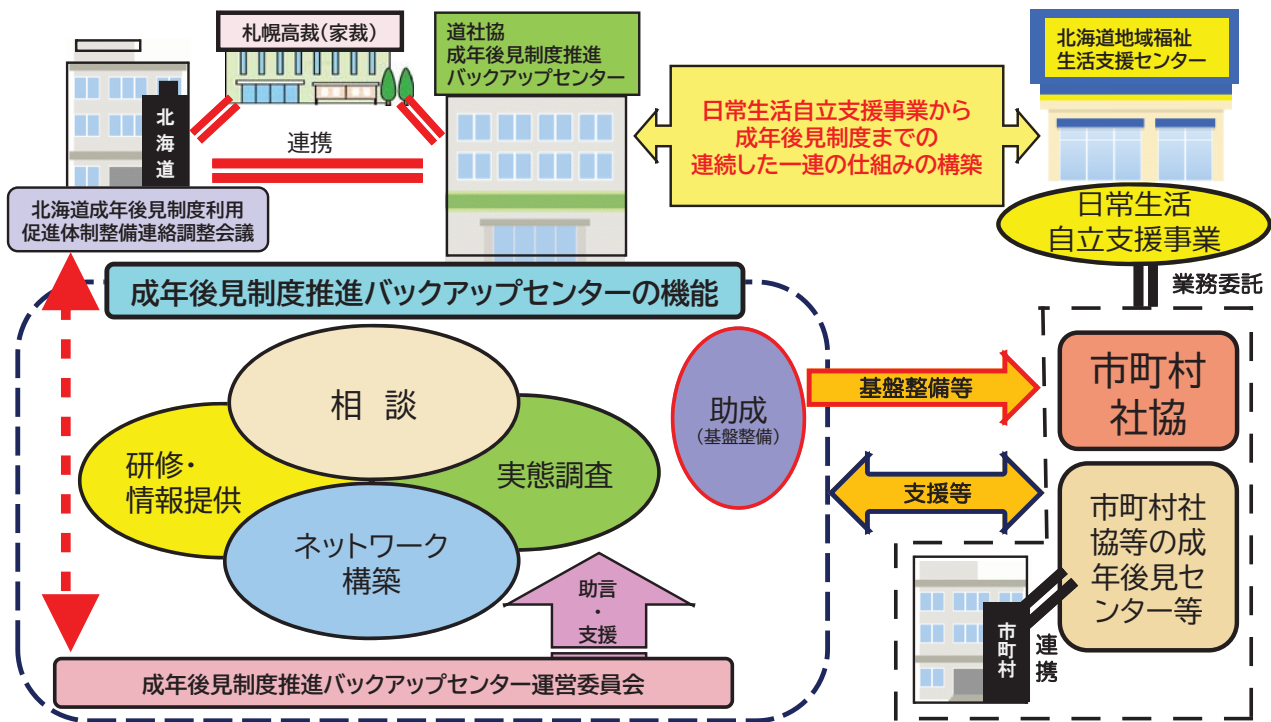 札幌高裁(家裁)
道社協
成年後見制度推進
バックアップセンター
北海道地域福祉
生活支援センター
北海道
連携
日常生活自立支援事業から
成年後見制度までの
連続した一連の仕組みの構築
北海道成年後見制度利用
促進体制整備連絡調整会議
日常生活
自立支援事業
業務委託
成年後見制度推進バックアップセンターの機能
相 談
研修・
情報提供
実態調査
ネットワーク
構築
助成
(基盤整備)
基盤整備等
市町村
社協
支援等
市町村社
協等の成
年後見セ
ンター等
助言
・
支援
市町村
連携
成年後見制度推進バックアップセンター運営委員会